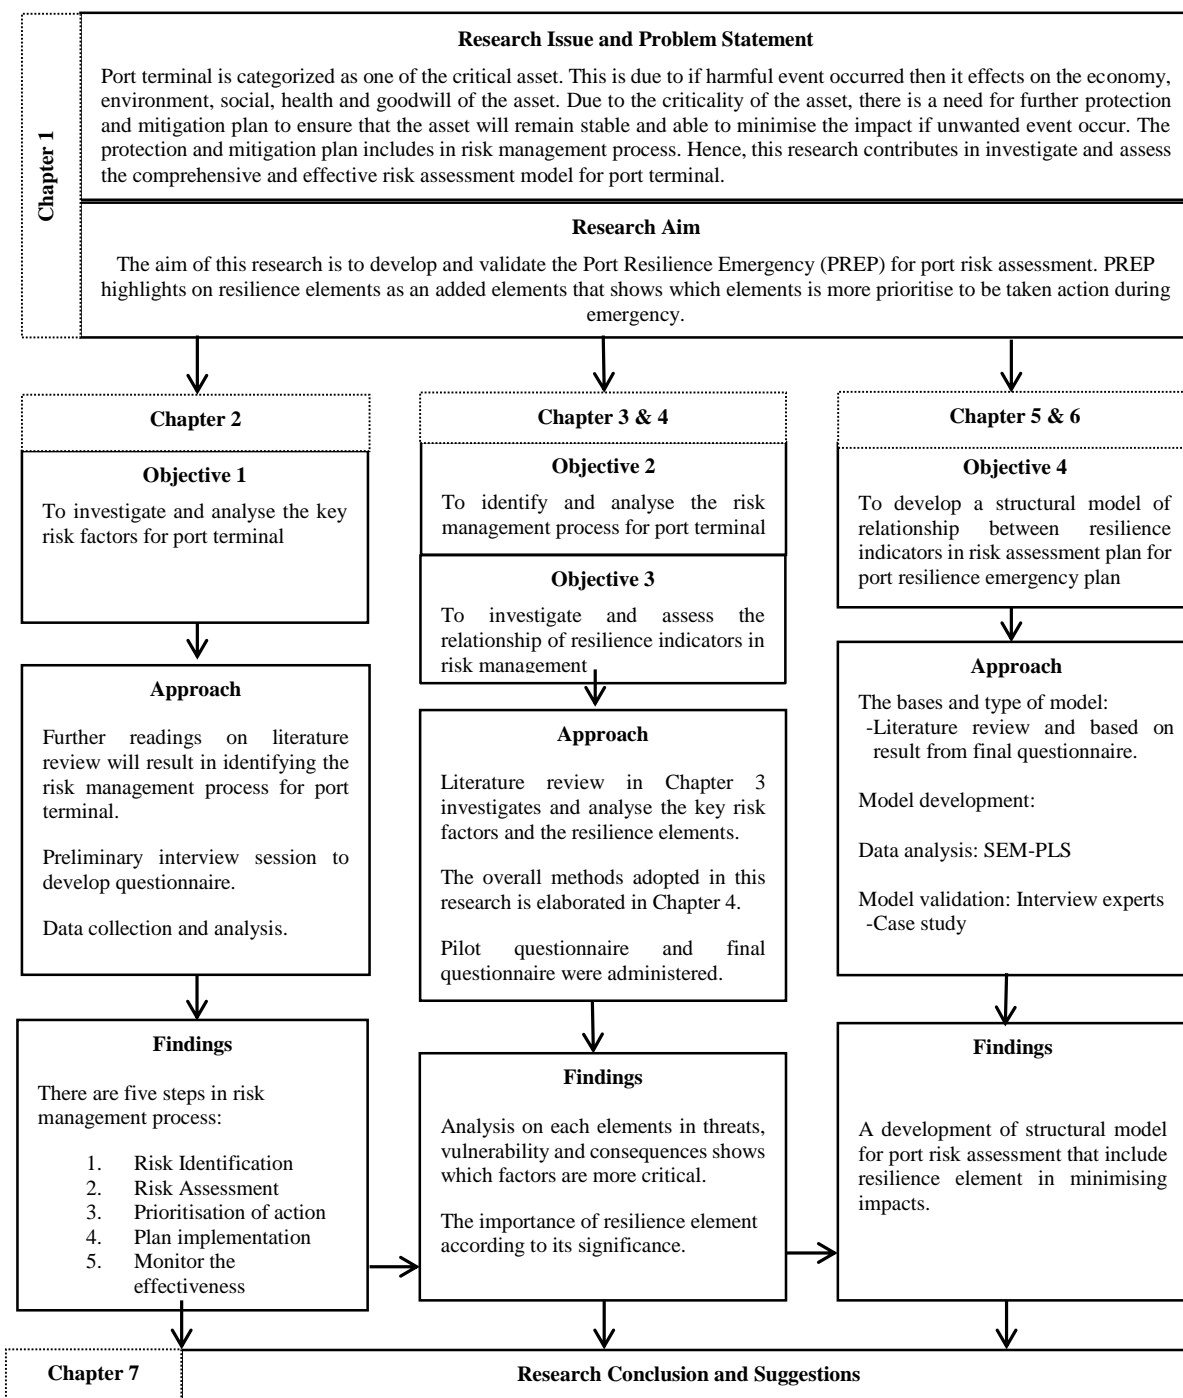 Chapter 1
Research Issue and Problem Statement
Port terminal is categorized as one of the critical asset. This is due to if harmful event occurred then it effects on the economy,
environment, social, health and goodwill of the asset. Due to the criticality of the asset, there is a need for further protection
and mitigation plan to ensure that the asset will remain stable and able to minimise the impact if unwanted event occur. The
protection and mitigation plan includes in risk management process. Hence, this research contributes in investigate and assess
the comprehensive and effective risk assessment model for port terminal.
Research Aim
The aim of this research is to develop and validate the Port Resilience Emergency (PREP) for port risk assessment. PREP
highlights on resilience elements as an added elements that shows which elements is more prioritise to be taken action during
emergency.
Chapter 2
Objective 1
To investigate and analyse the key
risk factors for port terminal
Approach
Further readings on literature
review will result in identifying the
risk management process for port
terminal.
Preliminary interview session to
develop questionnaire.
Data collection and analysis.
Findings
There are five steps in risk
management process:
1. Risk Identification
2. Risk Assessment
3. Prioritisation of action
4. Plan implementation
5. Monitor the
effectiveness
Chapter 3 & 4
Objective 2
To identify and analyse the risk
management process for port terminal
Objective 3
To investigate and assess the
relationship of resilience indicators in
risk management
Approach
Literature review in Chapter 3
investigates and analyse the key risk
factors and the resilience elements.
The overall methods adopted in this
research is elaborated in Chapter 4.
Pilot questionnaire and final
questionnaire were administered.
Findings
Analysis on each elements in threats,
vulnerability and consequences shows
which factors are more critical.
The importance of resilience element
according to its significance.
Chapter 5 & 6
Objective 4
To develop a structural model of
relationship between resilience
indicators in risk assessment plan for
port resilience emergency plan
Approach
The bases and type of model:
-Literature review and based on
result from final questionnaire.
Model development:
Data analysis: SEM-PLS
Model validation: Interview experts
-Case study
Findings
A development of structural model
for port risk assessment that include
resilience element in minimising
impacts.
Chapter 7
Research Conclusion and Suggestions